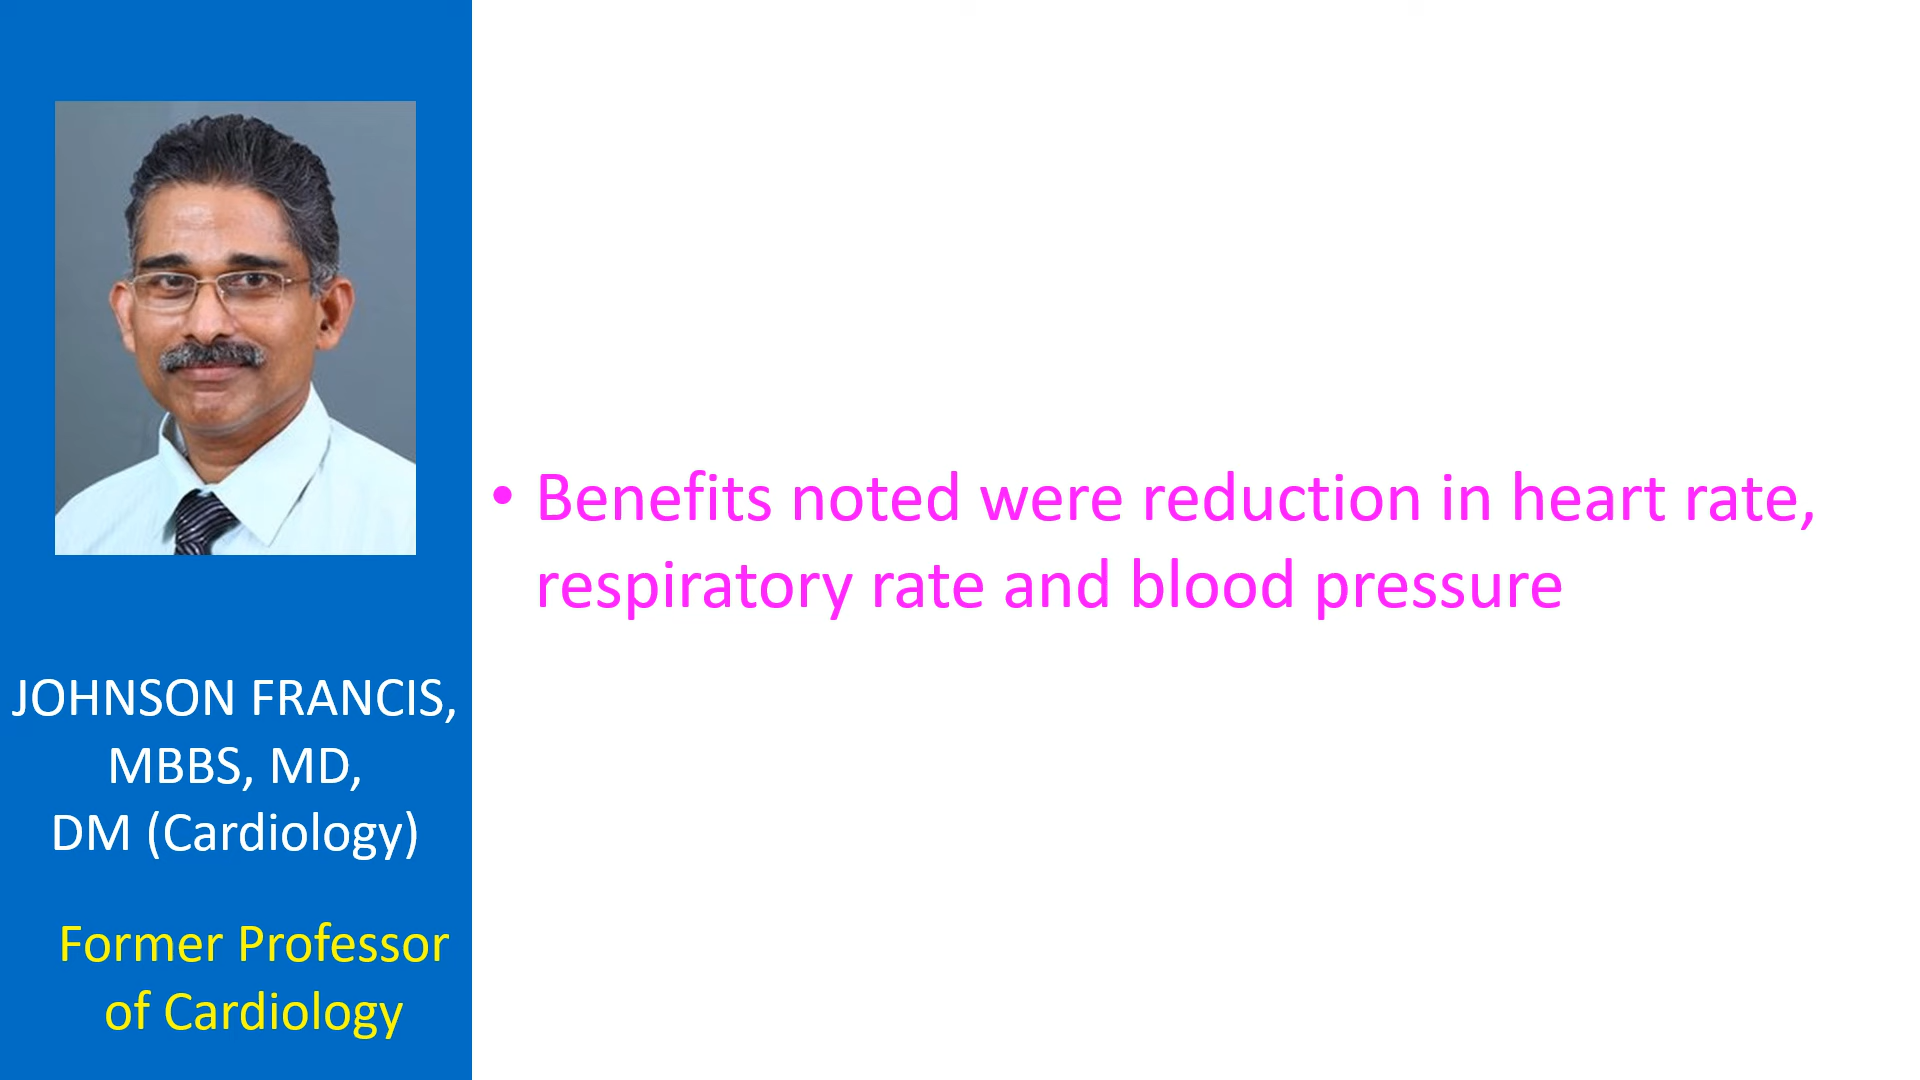 JOHNSON FRANCIS,
MBBS, MD,
DM (Cardiology)
Former Professor
of Cardiology
• Benefits noted were reduction in heart rate,
respiratory rate and blood pressure